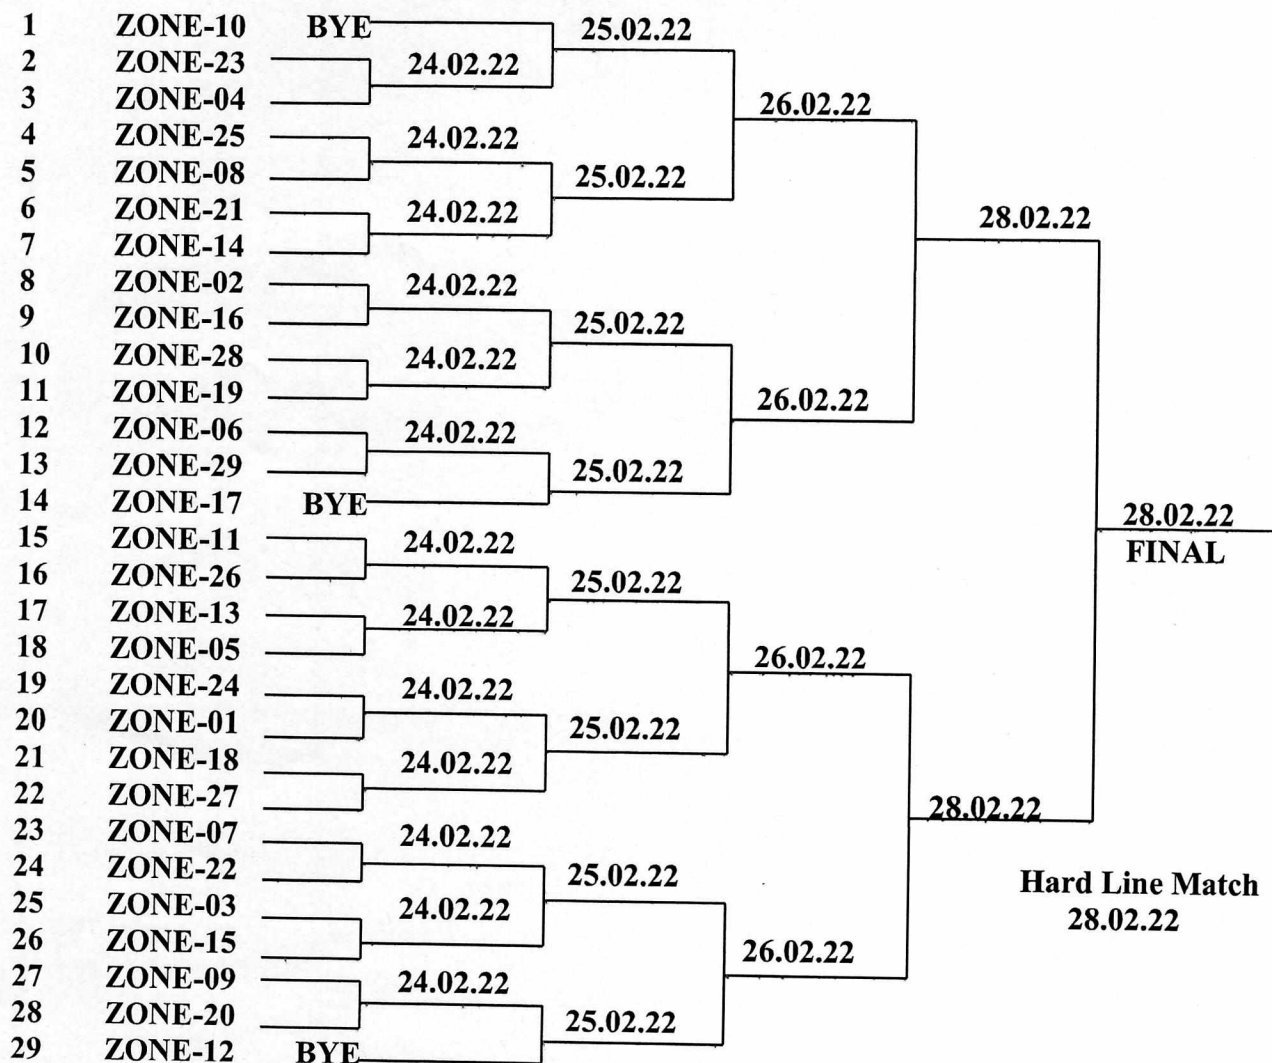 1 ZONE-10 BYE 25.02.22
2 ZONE-23 24.02.22
3 ZONE-04 26.02.22
4 ZONE-25 24.02.22
5 ZONE-08 25.02.22
6 ZONE-21 24.02.22 28.02.22
7 ZONE-14
8 ZONE-02 24.02.22
9 ZONE-16 25.02.22
10 ZONE-28 24.02.22
11 ZONE-19 26.02.22
12 ZONE-06 24.02.22
13 ZONE-29 25.02.22
14 ZONE-17 BYE 28.02.22
15 ZONE-11 24.02.22 FINAL
16 ZONE-26 25.02.22
17 ZONE-13 24.02.22
18 ZONE-05 26.02.22
19 ZONE-24 24.02.22
20 ZONE-01 25.02.22
21 ZONE-18 24.02.22
22 ZONE-27 28.02.22
23 ZONE-07 24.02.22
24 ZONE-22 25.02.22 Hard Line Match
25 ZONE-03 24.02.22 28.02.22
26 ZONE-15 26.02.22
27 ZONE-09 24.02.22
28 ZONE-20 25.02.22
29 ZONE-12 BYE